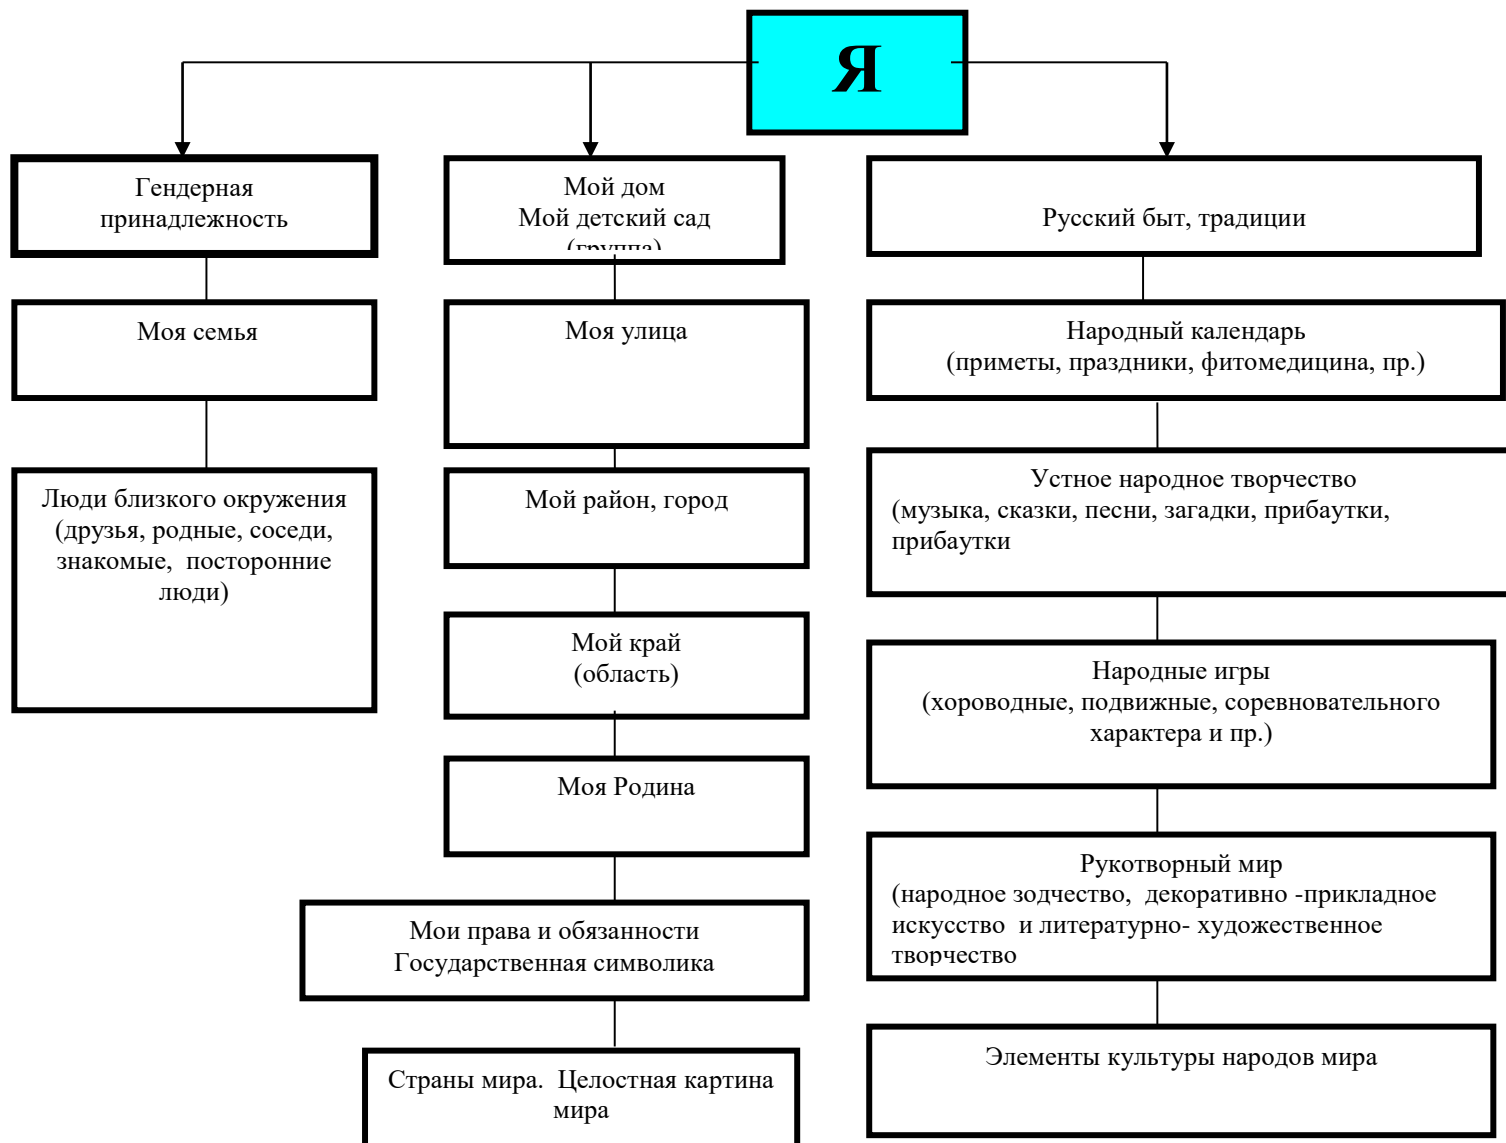 Я
Гендерная
принадлежность
Моя семья
Люди близкого окружения
(друзья, родные, соседи,
знакомые, посторонние
люди)
Мой дом
Мой детский сад
(группа)
Моя улица
Мой район, город
Мой край
(область)
Моя Родина
Мои права и обязанности
Государственная символика
Страны мира. Целостная картина
мира
Русский быт, традиции
Народный календарь
(приметы, праздники, фитомедицина, пр.)
Устное народное творчество
(музыка, сказки, песни, загадки, прибаутки,
прибаутки
Народные игры
(хороводные, подвижные, соревновательного
характера и пр.)
Рукотворный мир
(народное зодчество, декоративно -прикладное
искусство и литературно- художественное
творчество
Элементы культуры народов мира